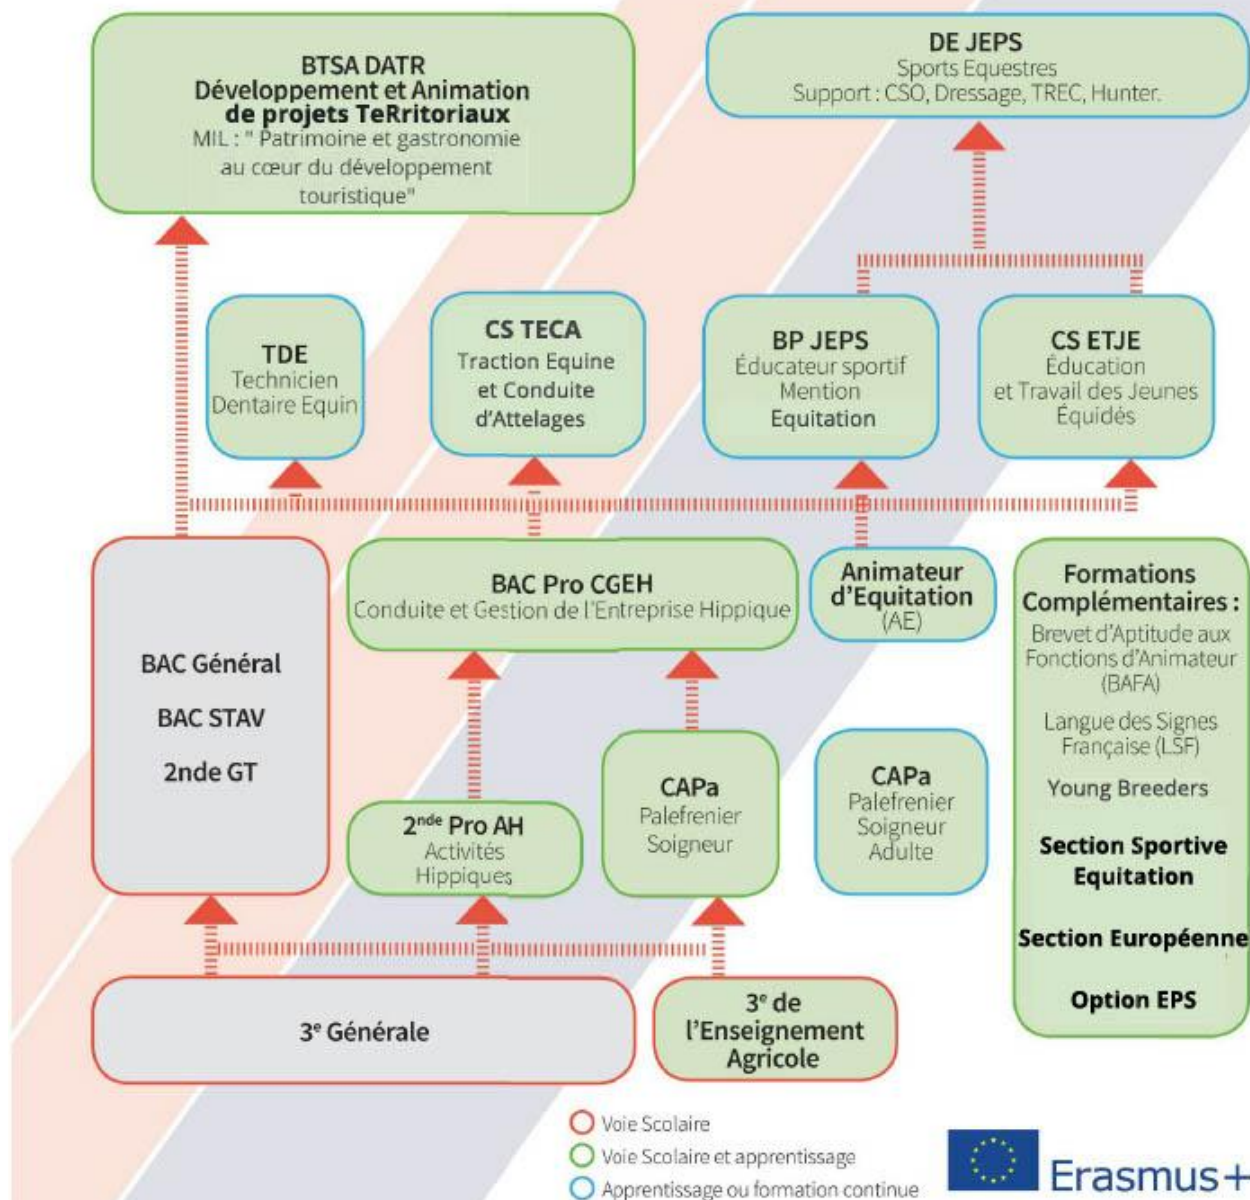 BTSA DATR
Développement et Animation
de projets TeRritoriaux
MIL : " Patrimoine et gastronomie
au cœur du développement
touristique"
DE JEPS
Sports Equestres
Support : CSO, Dressage, TREC, Hunter.
TDE
Technicien
Dentaire Equin
CS TECA
Traction Equine
et Conduite
d'Attelages
BP JEPS
Éducateur sportif
Mention
Equitation
CS ETJE
Éducation
et Travail des Jeunes
Équidés
BAC Général
BAC STAV
2nde GT
BAC Pro CGEH
Conduite et Gestion de l'Entreprise Hippique
Animateur
d'Equitation
(AE)
Formations
Complémentaires :
Brevet d'Aptitude aux
Fonctions d'Animateur
(BAFA)
Langue des Signes
Française (LSF)
Young Breeders
Section Sportive
Equitation
Section Européenne
Option EPS
2nde Pro AH
Activités
Hippiques
CAPa
Palefrenier
Soigneur
CAPa
Palefrenier
Soigneur
Adulte
3e Générale
3e de
l'Enseignement
Agricole
Voie Scolaire
Voie Scolaire et apprentissage
Apprentissage ou formation continue
Erasmus+